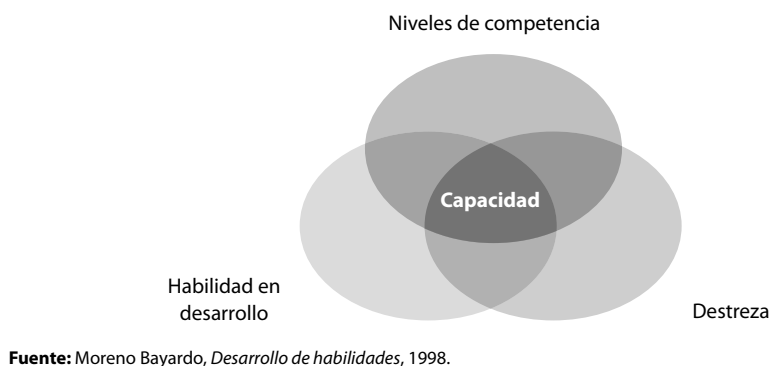 Niveles de competencia
Capacidad
Habilidad en
desarrollo
Destreza
Fuente: Moreno Bayardo, Desarrollo de habilidades, 1998.